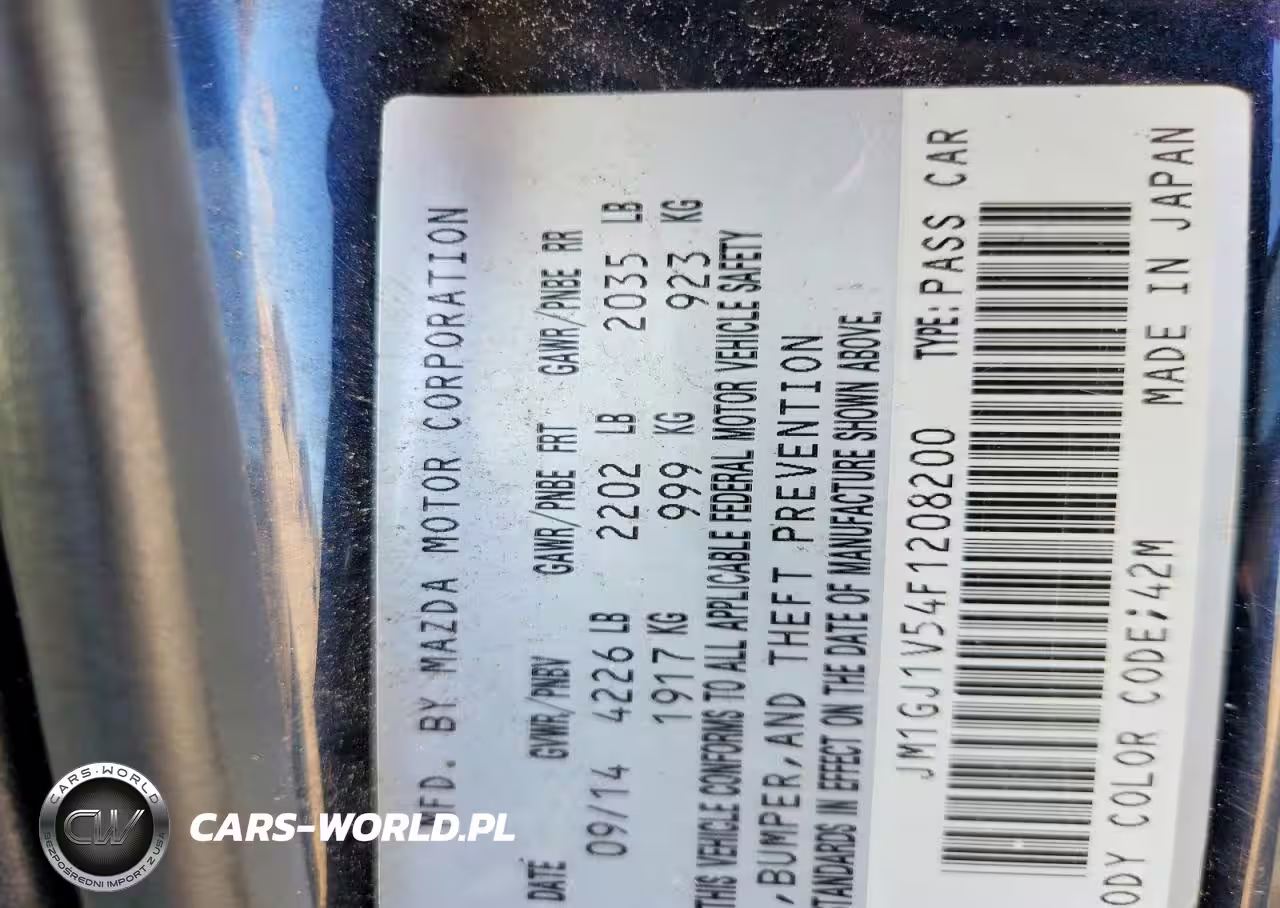 MFD. BY MAZDA MOTOR CORPORATION
DATE GVWR/PNBV GAWR/PNBE FRT GAWR/PNBE RR
09/14 4226 LB 2202 LB 2035 LB
1917 KG 999 KG 923 KG
THIS VEHICLE CONFORMS TO ALL APPLICABLE FEDERAL MOTOR VEHICLE SAFETY
,BUMPER,AND THEFT PREVENTION
STANDARDS IN EFFECT ON THE DATE OF MANUFACTURE SHOWN ABOVE.
JM1GJ1V54F1208200 TYPE:PASS CAR
ODY COLOR CODE;42M MADE IN JAPAN
CARS-WORLD
CW
BEZPOŚREDNI IMPORT Z USA
CARS-WORLD.PL